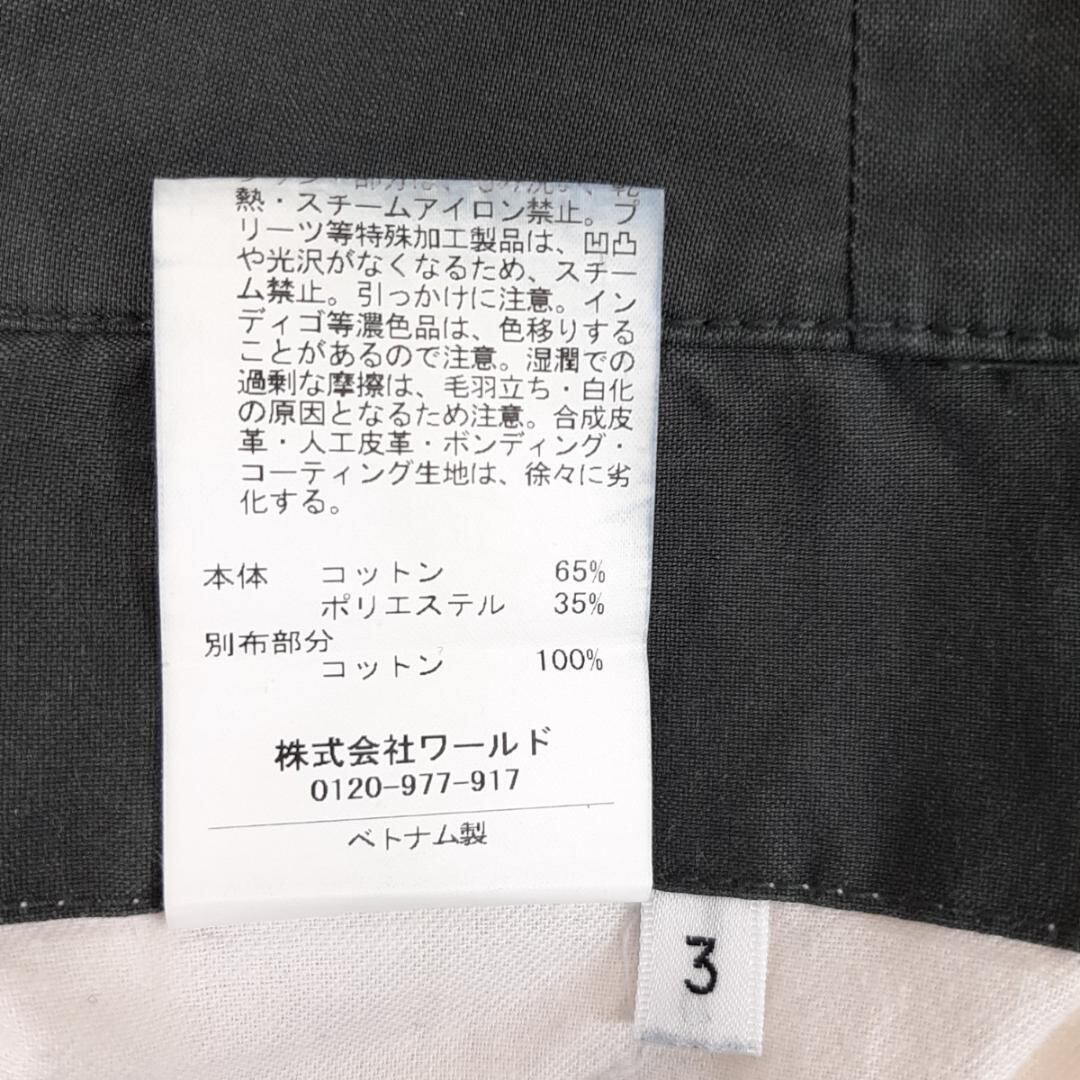 熱・スチームアイロン禁止。プ
リーツ等特殊加工製品は、凹凸
や光沢がなくなるため、スチー
ム禁止。引っかけに注意。イン
ディゴ等濃色品は、色移りする
ことがあるので注意。湿潤での
過剰な摩擦は、毛羽立ち・白化
の原因となるため注意。合成皮
革・人工皮革・ボンディング・
コーティング生地は、徐々に劣
化する。
本体 コットン 65%
ポリエステル 35%
別布部分
コットン 100%
株式会社ワールド
0120-977-917
ベトナム製
3